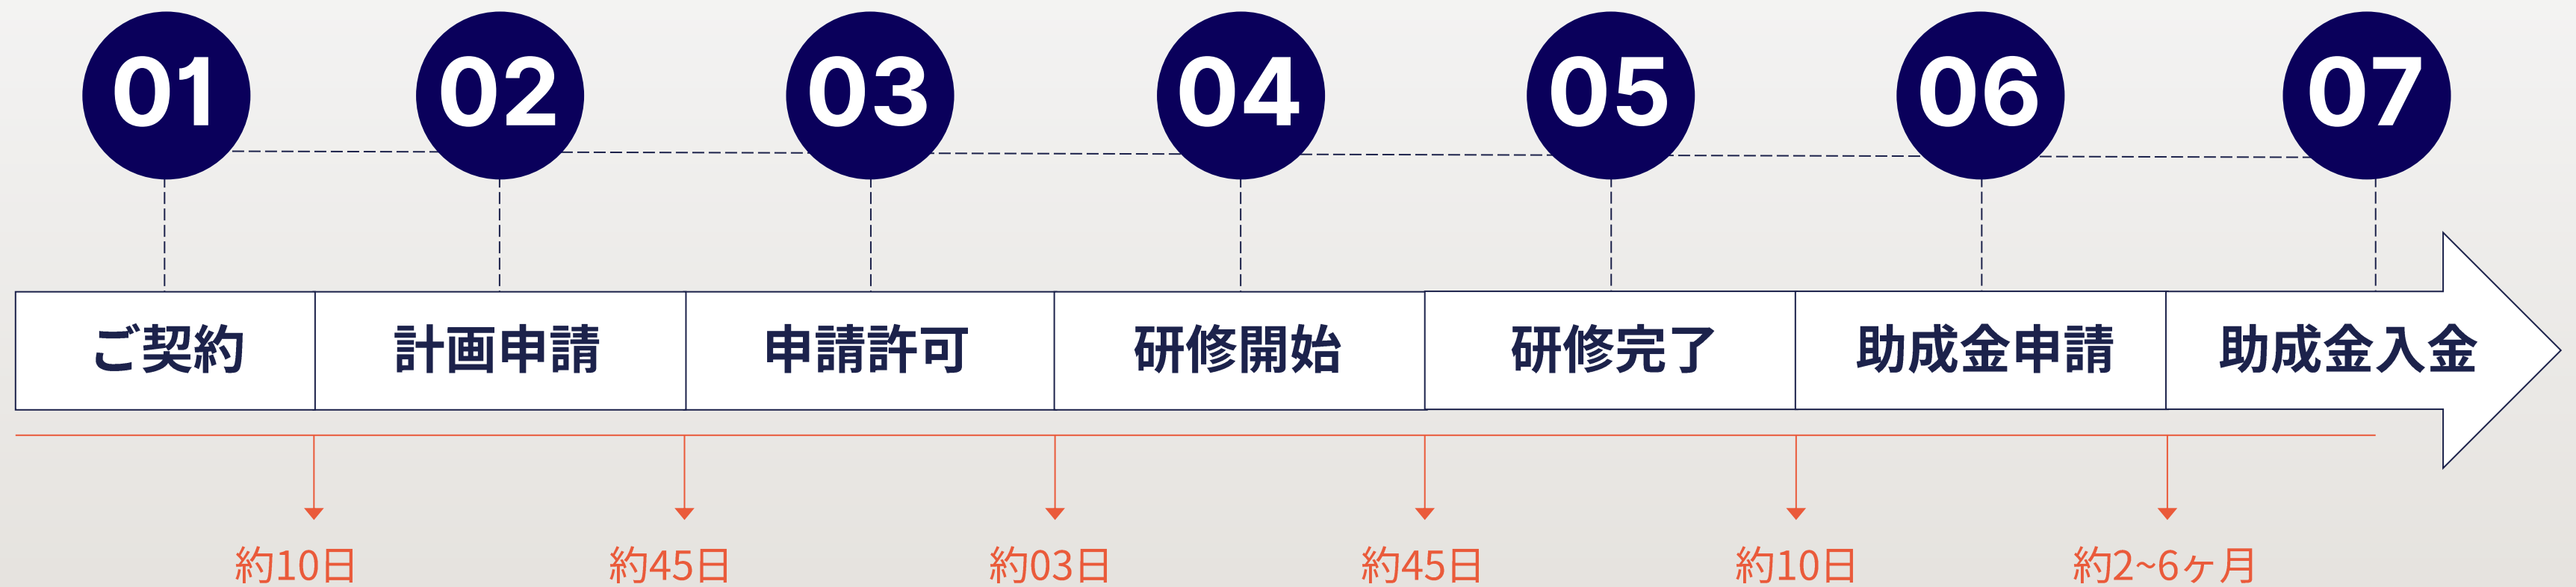 01
02
03
04
05
06
07
ご契約
計画申請
申請許可
研修開始
研修完了
助成金申請
助成金入金
約10日
約45日
約03日
約45日
約10日
約2~6ヶ月